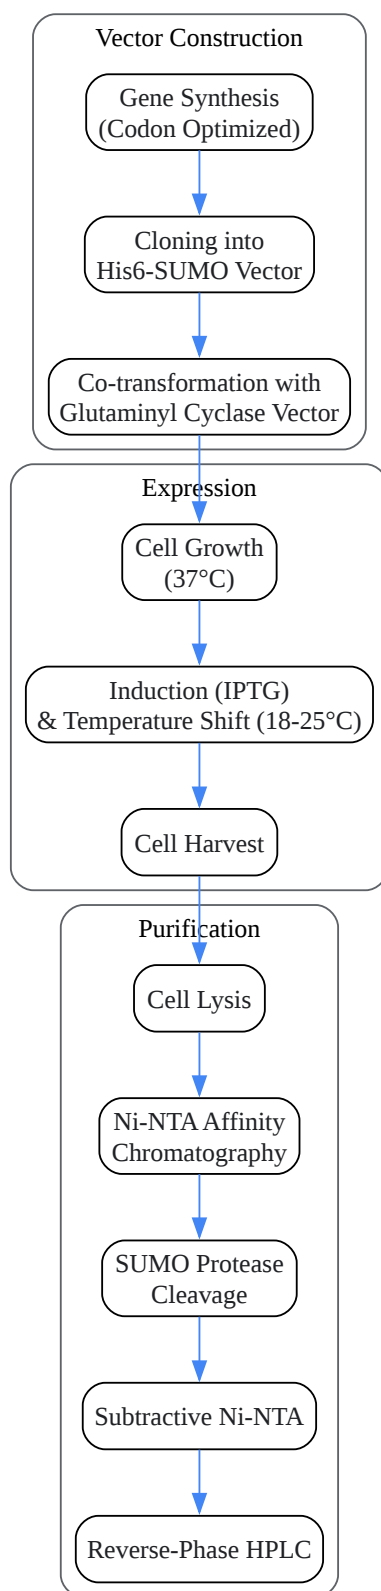 Vector Construction
Gene Synthesis
(Codon Optimized)
Cloning into
His6-SUMO Vector
Co-transformation with
Glutaminyl Cyclase Vector
Expression
Cell Growth
(37°C)
Induction (IPTG)
& Temperature Shift (18-25°C)
Cell Harvest
Purification
Cell Lysis
Ni-NTA Affinity
Chromatography
SUMO Protease
Cleavage
Subtractive Ni-NTA
Reverse-Phase HPLC